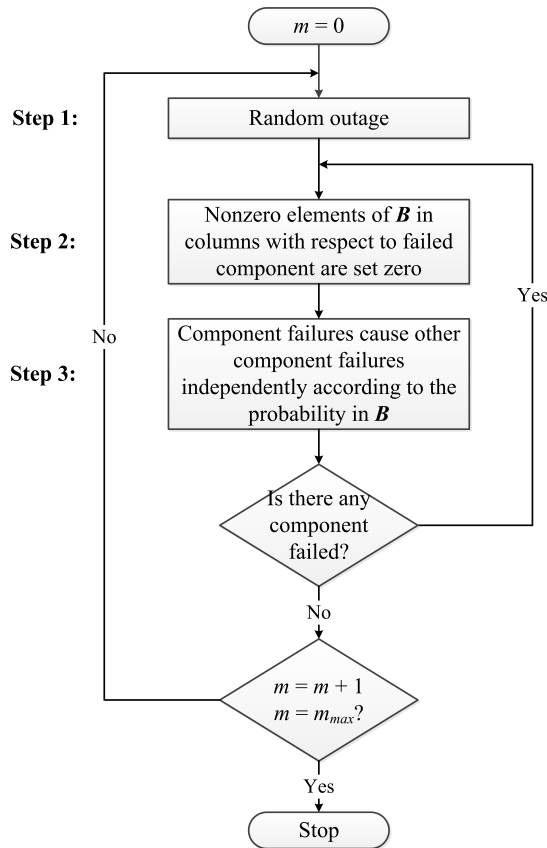 m = 0
Step 1:
Random outage
Step 2:
Nonzero elements of B in
columns with respect to failed
component are set zero
Yes
No
Step 3:
Component failures cause other
component failures
independently according to the
probability in B
Is there any
component
failed?
No
m = m + 1
m = mmax?
Yes
Stop